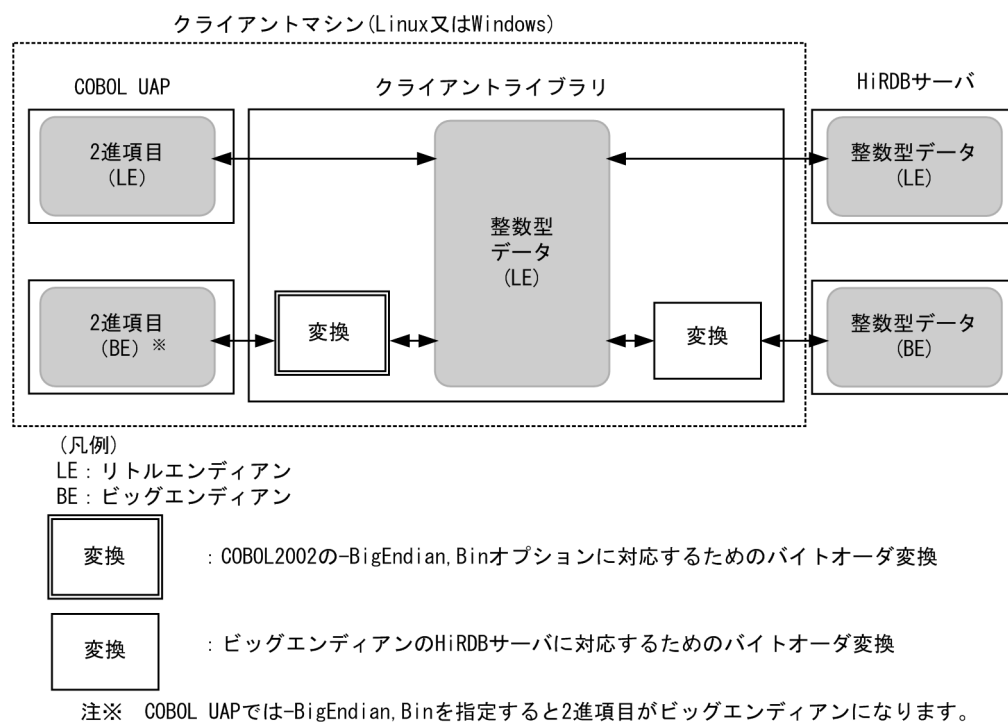 クライアントマシン(Linux又はWindows)
COBOL UAP
クライアントライブラリ
HiRDBサーバ
2進項目
(LE)
整数型
データ
(LE)
整数型データ
(LE)
2進項目
(BE) ※
変換
変換
整数型データ
(BE)
(凡例)
LE：リトルエンディアン
BE：ビッグエンディアン
変換 ：COBOL2002の-BigEndian,Binオプションに対応するためのバイトオーダ変換
変換 ：ビッグエンディアンのHiRDBサーバに対応するためのバイトオーダ変換
注※ COBOL UAPでは-BigEndian,Binを指定すると2進項目がビッグエンディアンになります。